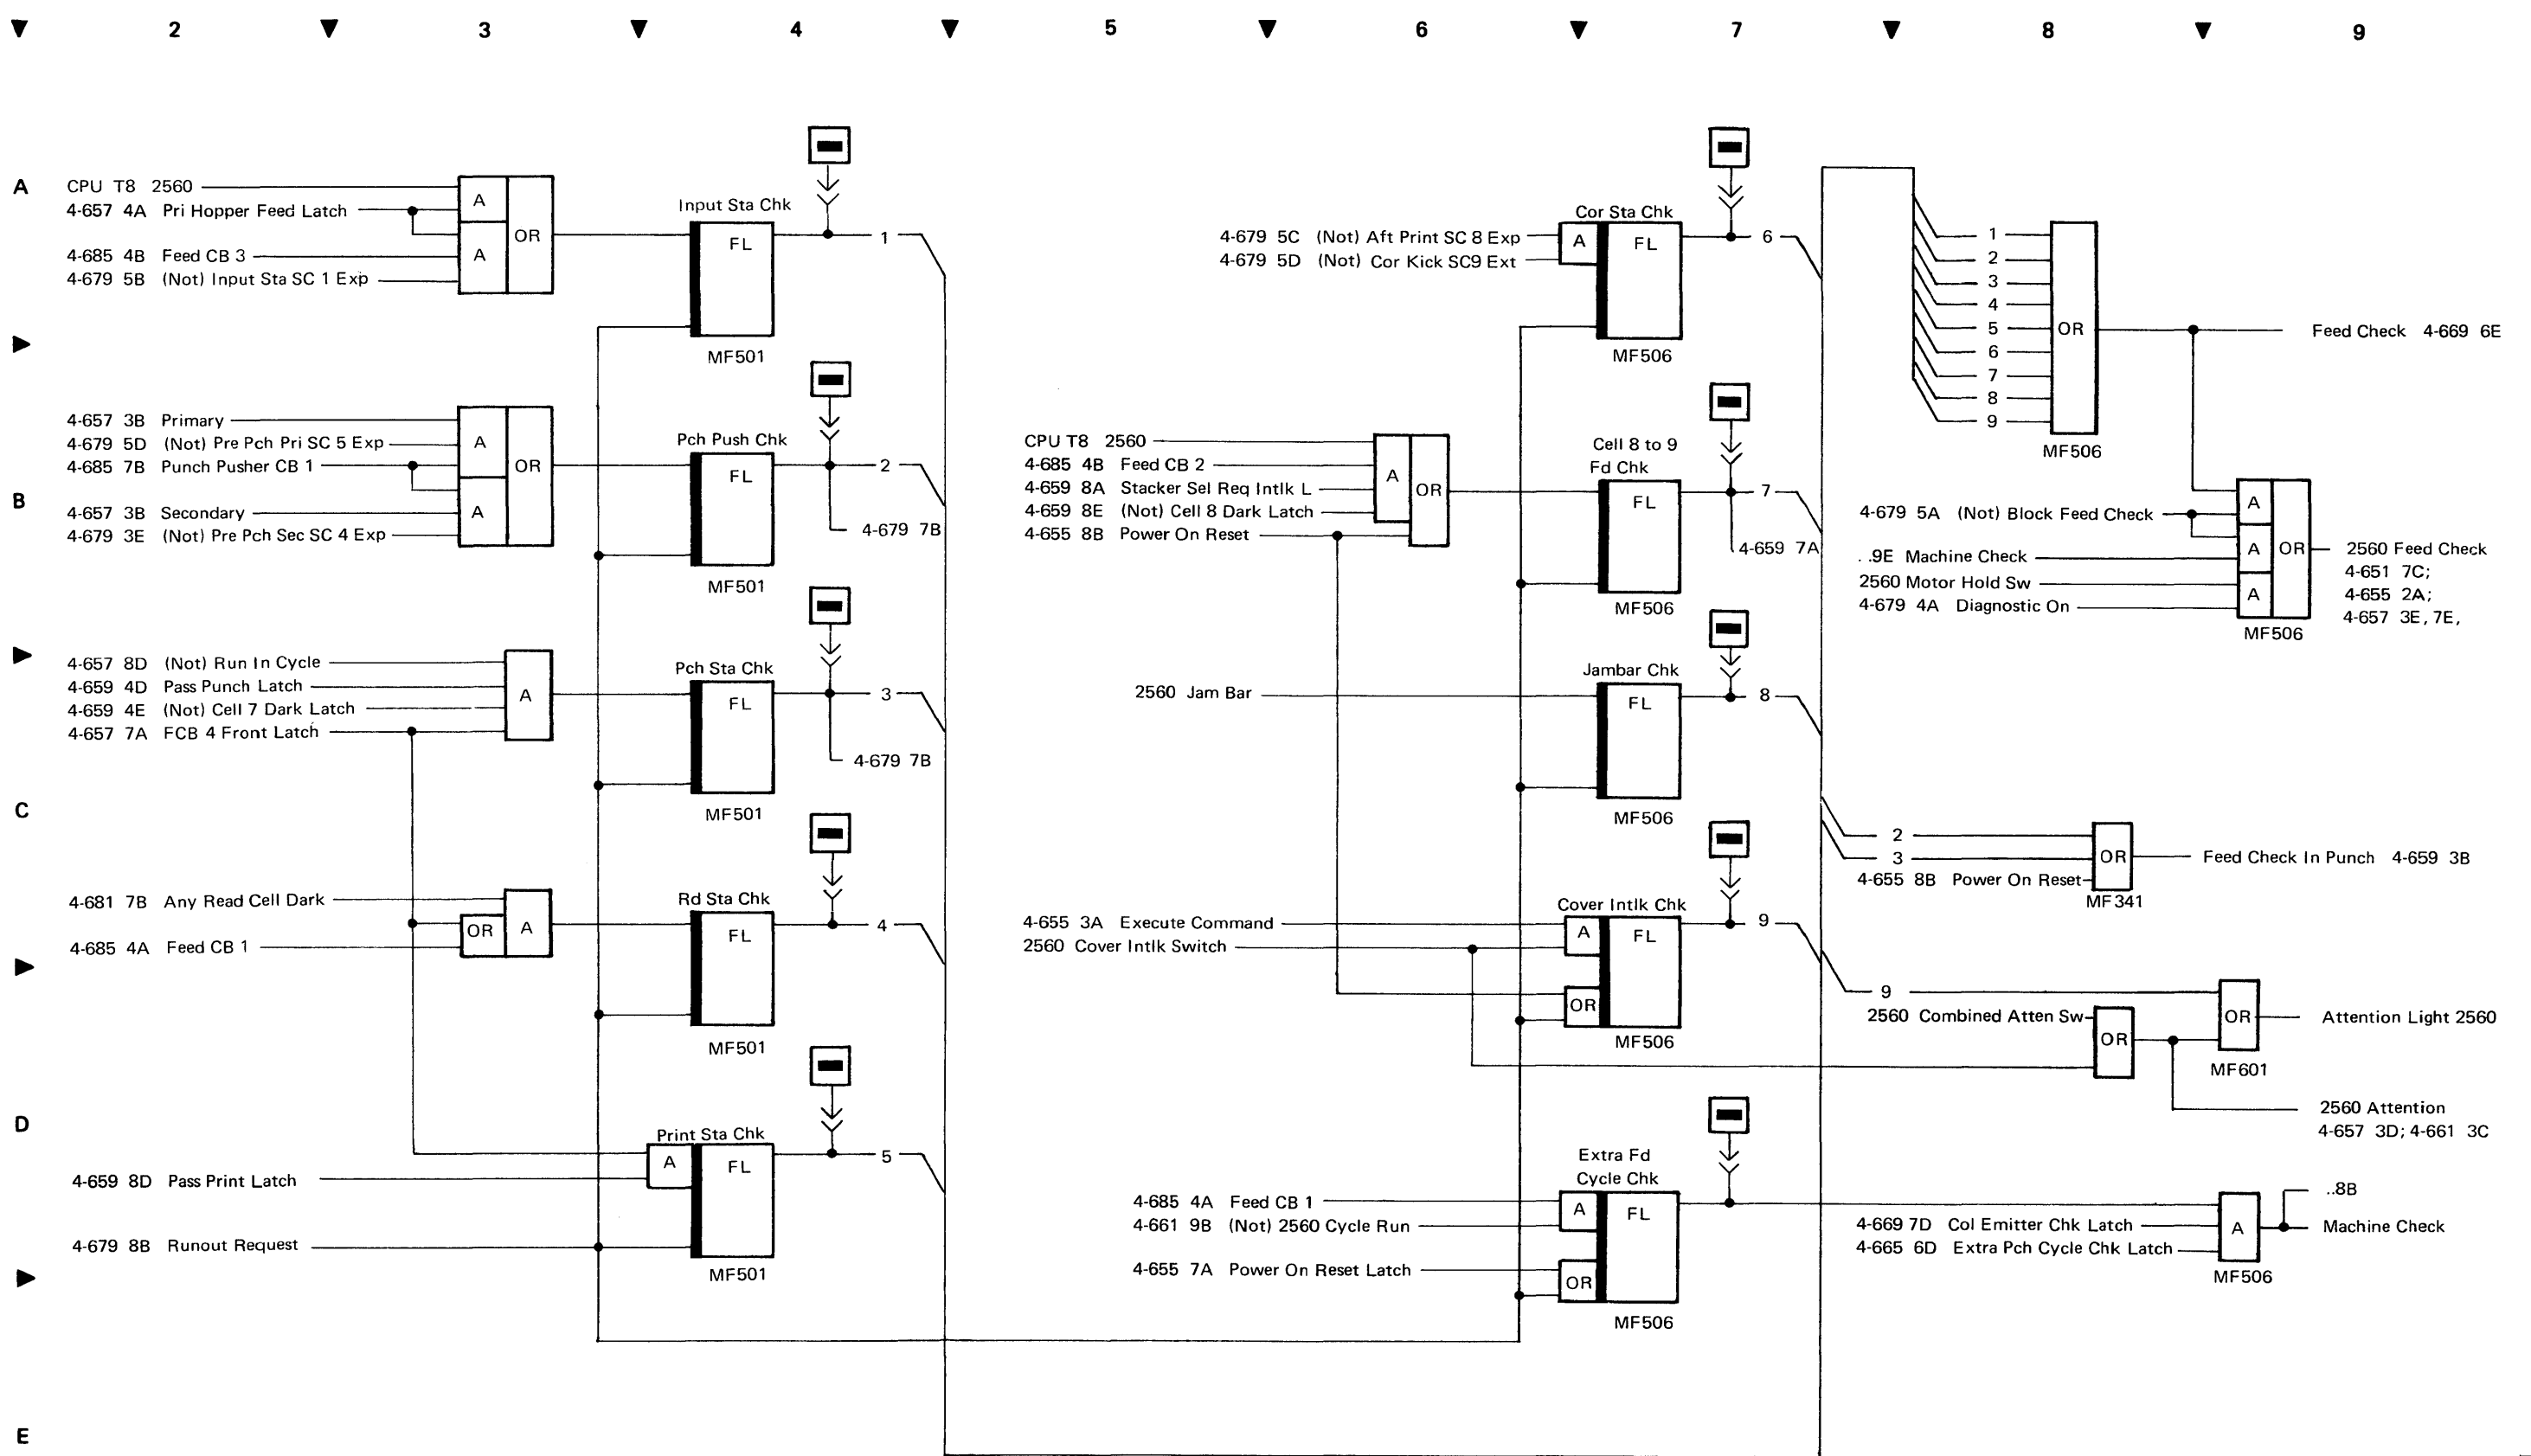 2 3 4 5 6 7 8 9
A
CPU T8 2560
4-657 4A Pri Hopper Feed Latch
4-685 4B Feed CB 3
4-679 5B (Not) Input Sta SC 1 Exp
A
A
OR
Input Sta Chk
FL
MF501
1
4-657 3B Primary
4-679 5D (Not) Pre Pch Pri SC 5 Exp
4-685 7B Punch Pusher CB 1
B
4-657 3B Secondary
4-679 3E (Not) Pre Pch Sec SC 4 Exp
A
A
OR
Pch Push Chk
FL
MF501
2
4-679 7B
4-657 8D (Not) Run In Cycle
4-659 4D Pass Punch Latch
4-659 4E (Not) Cell 7 Dark Latch
4-657 7A FCB 4 Front Latch
A
Pch Sta Chk
FL
MF501
3
4-679 7B
C
4-681 7B Any Read Cell Dark
4-685 4A Feed CB 1
OR
A
Rd Sta Chk
FL
MF501
4
D
4-659 8D Pass Print Latch
4-679 8B Runout Request
Print Sta Chk
A
FL
MF501
5
E
4-679 5C (Not) Aft Print SC 8 Exp
4-679 5D (Not) Cor Kick SC9 Ext
Cor Sta Chk
A
FL
MF506
6
CPU T8 2560
4-685 4B Feed CB 2
4-659 8A Stacker Sel Req Intlk L
4-659 8E (Not) Cell 8 Dark Latch
4-655 8B Power On Reset
A
OR
Cell 8 to 9
Fd Chk
FL
MF506
7
4-659 7A
2560 Jam Bar
Jambar Chk
FL
MF506
8
4-655 3A Execute Command
2560 Cover Intlk Switch
Cover Intlk Chk
A
FL
OR
MF506
9
4-685 4A Feed CB 1
4-661 9B (Not) 2560 Cycle Run
4-655 7A Power On Reset Latch
Extra Fd
Cycle Chk
A
FL
OR
MF506
1
2
3
4
5
6
7
8
9
OR
MF506
Feed Check 4-669 6E
4-679 5A (Not) Block Feed Check
..9E Machine Check
2560 Motor Hold Sw
4-679 4A Diagnostic On
A
A
A
OR
MF506
2560 Feed Check
4-651 7C;
4-655 2A;
4-657 3E, 7E,
2
3
4-655 8B Power On Reset
OR
MF341
Feed Check In Punch 4-659 3B
9
2560 Combined Atten Sw
OR
OR
MF601
Attention Light 2560
2560 Attention
4-657 3D; 4-661 3C
4-669 7D Col Emitter Chk Latch
4-665 6D Extra Pch Cycle Chk Latch
A
MF506
..8B
Machine Check